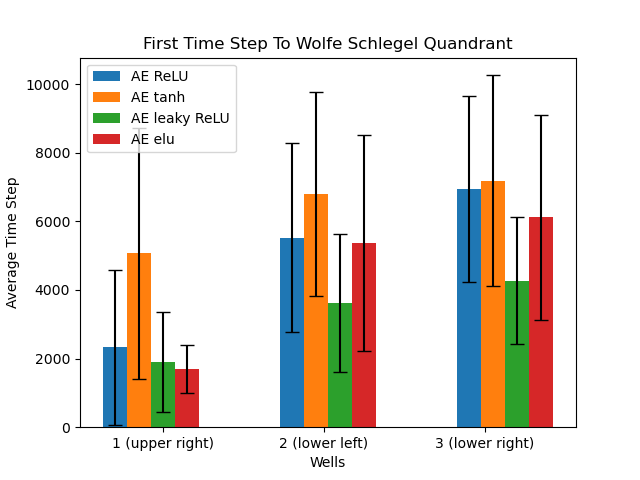 First Time Step To Wolfe Schlegel Quandrant
AE ReLU
AE tanh
AE leaky ReLU
AE elu
10000
8000
6000
4000
2000
0
Average Time Step
1 (upper right) 2 (lower left) 3 (lower right)
Wells